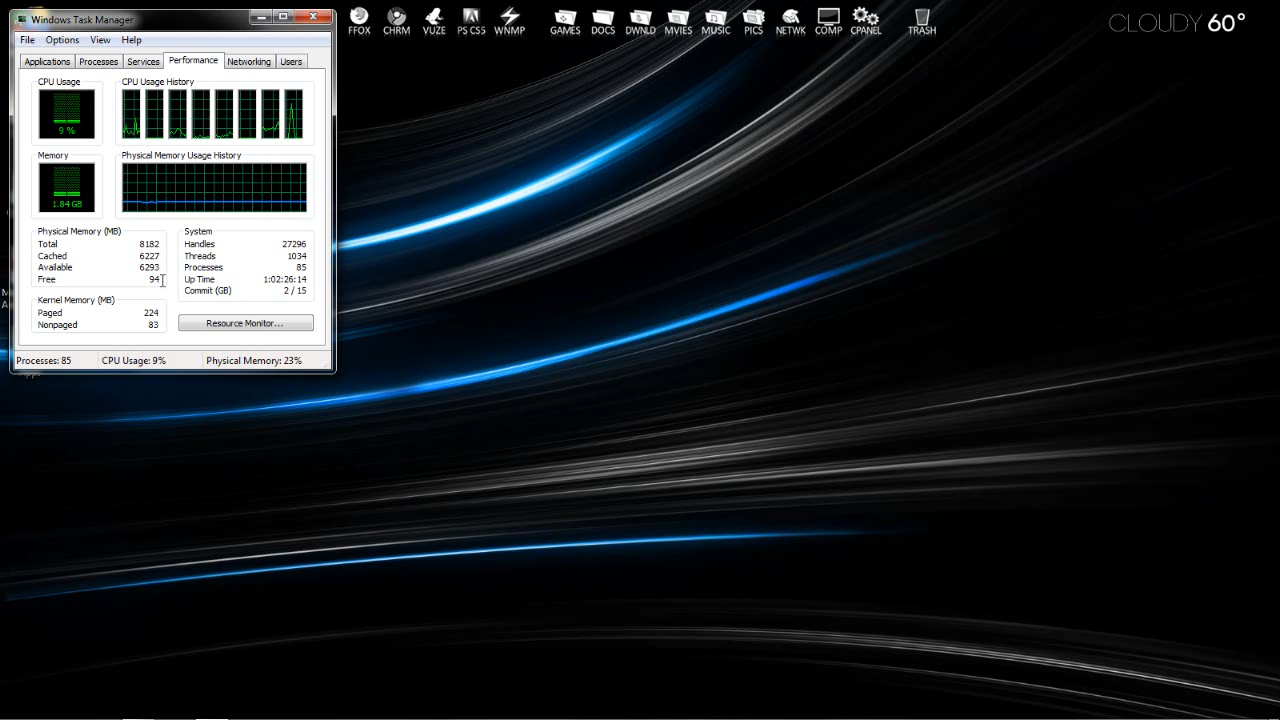 Windows Task Manager
File Options View Help
Applications Processes Services Performance Networking Users
CPU Usage
9 %
CPU Usage History
Memory
1.84 GB
Physical Memory Usage History
Physical Memory (MB)
Total 8182
Cached 6227
Available 6293
Free 94
Kernel Memory (MB)
Paged 224
Nonpaged 83
System
Handles 27296
Threads 1034
Processes 85
Up Time 1:02:26:14
Commit (GB) 2 / 15
Resource Monitor...
Processes: 85 CPU Usage: 9% Physical Memory: 23%
FFOX CHRM VUZE PS CS5 WNMP GAMES DOCS DWNLD MVIES MUSIC PICS NETWK COMP CPANEL TRASH
CLOUDY 60°